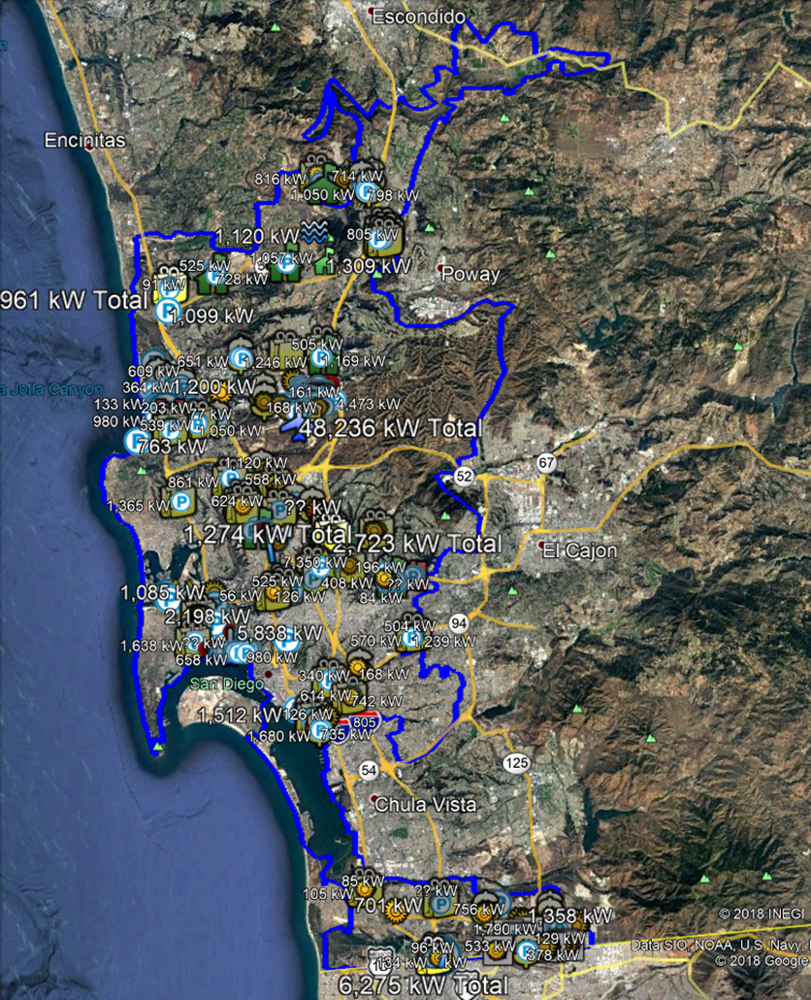 Escondido
Encinitas
816 kW
714 kW
1,050 kW
798 kW
1,120 kW
805 kW
525 kW
1,057 kW
1,309 kW
91 kW
728 kW
Poway
961 kW Total
1,099 kW
505 kW
651 kW
1,246 kW
1,169 kW
609 kW
364 kW
1,200 kW
a Jolla Canyon
161 kW
133 kW
203 kW
77 kW
168 kW
4,473 kW
980 kW
539 kW
1,050 kW
48,236 kW Total
763 kW
1,120 kW
52
67
861 kW
558 kW
1,365 kW
624 kW
?? kW
1,274 kW Total
2,723 kW Total
El Cajon
7,350 kW
196 kW
525 kW
408 kW
?? kW
1,085 kW
56 kW
126 kW
84 kW
2,198 kW
94
504 kW
5,838 kW
570 kW
1,239 kW
1,638 kW
?? kW
658 kW
980 kW
San Diego
340 kW
168 kW
614 kW
742 kW
1,512 kW
126 kW
805
1,680 kW
735 kW
54
125
Chula Vista
85 kW
105 kW
?? kW
701 kW
756 kW
1,358 kW
© 2018 INEGI
1,790 kW
129 kW
96 kW
533 kW
378 kW
Data SIO, NOAA, U.S. Navy,
134 kW
kW
© 2018 Google
6,275 kW Total